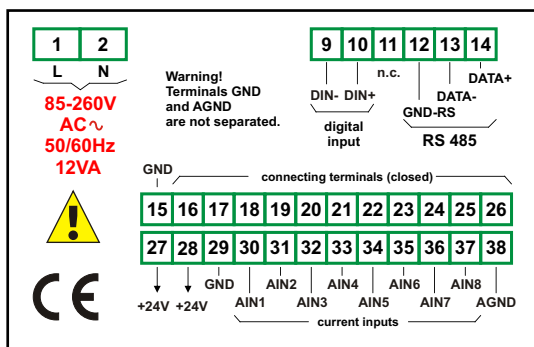 1 2
L N
85-260V
AC∿
50/60Hz
12VA
Warning!
Terminals GND
and AGND
are not separated.
9 10 11 12 13 14
n.c.
DIN- DIN+
digital
input
DATA+
DATA-
GND-RS
RS 485
GND
connecting terminals (closed)
15 16 17 18 19 20 21 22 23 24 25 26
27 28 29 30 31 32 33 34 35 36 37 38
+24V +24V
GND AIN2 AIN4 AIN6 AIN8
AIN1 AIN3 AIN5 AIN7 AGND
current inputs
!
CE